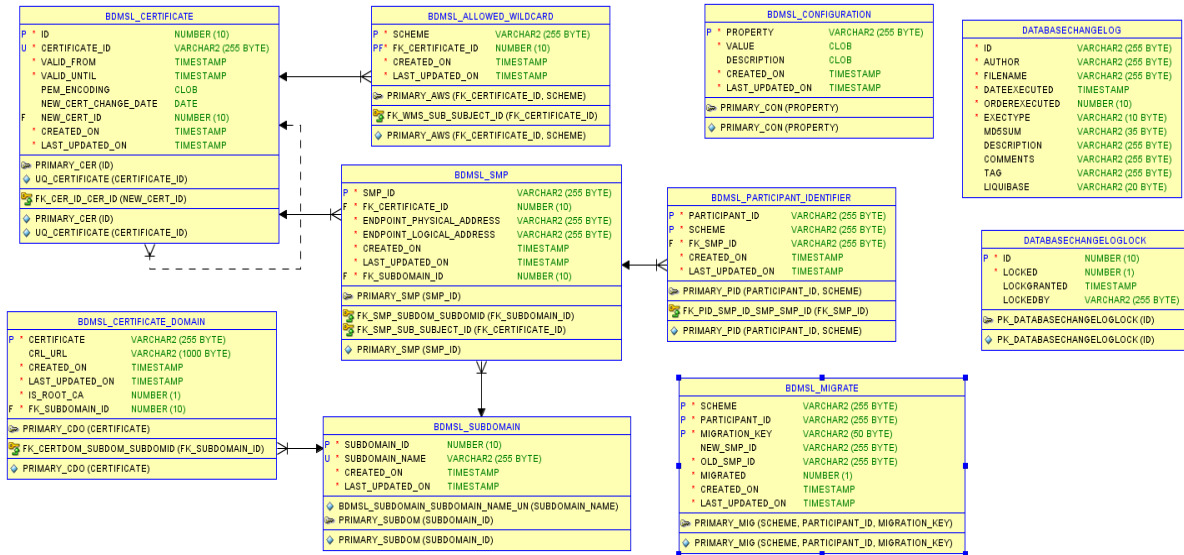 BDMSL_CERTIFICATE
P * ID NUMBER (10)
U * CERTIFICATE_ID VARCHAR2 (255 BYTE)
* VALID_FROM TIMESTAMP
* VALID_UNTIL TIMESTAMP
PEM_ENCODING CLOB
NEW_CERT_CHANGE_DATE DATE
F NEW_CERT_ID NUMBER (10)
* CREATED_ON TIMESTAMP
* LAST_UPDATED_ON TIMESTAMP
PRIMARY_CER (ID)
UQ_CERTIFICATE (CERTIFICATE_ID)
FK_CER_ID_CER_ID (NEW_CERT_ID)
PRIMARY_CER (ID)
UQ_CERTIFICATE (CERTIFICATE_ID)
BDMSL_ALLOWED_WILDCARD
P * SCHEME VARCHAR2 (255 BYTE)
PF* FK_CERTIFICATE_ID NUMBER (10)
* CREATED_ON TIMESTAMP
* LAST_UPDATED_ON TIMESTAMP
PRIMARY_AWS (FK_CERTIFICATE_ID, SCHEME)
FK_WMS_SUB_SUBJECT_ID (FK_CERTIFICATE_ID)
PRIMARY_AWS (FK_CERTIFICATE_ID, SCHEME)
BDMSL_CONFIGURATION
P * PROPERTY VARCHAR2 (255 BYTE)
* VALUE CLOB
DESCRIPTION CLOB
* CREATED_ON TIMESTAMP
* LAST_UPDATED_ON TIMESTAMP
PRIMARY_CON (PROPERTY)
PRIMARY_CON (PROPERTY)
DATABASECHANGELOG
* ID VARCHAR2 (255 BYTE)
* AUTHOR VARCHAR2 (255 BYTE)
* FILENAME VARCHAR2 (255 BYTE)
* DATEEXECUTED TIMESTAMP
* ORDEREXECUTED NUMBER (10)
* EXECTYPE VARCHAR2 (10 BYTE)
MD5SUM VARCHAR2 (35 BYTE)
DESCRIPTION VARCHAR2 (255 BYTE)
COMMENTS VARCHAR2 (255 BYTE)
TAG VARCHAR2 (255 BYTE)
LIQUIBASE VARCHAR2 (20 BYTE)
BDMSL_SMP
P * SMP_ID VARCHAR2 (255 BYTE)
F * FK_CERTIFICATE_ID NUMBER (10)
* ENDPOINT_PHYSICAL_ADDRESS VARCHAR2 (255 BYTE)
* ENDPOINT_LOGICAL_ADDRESS VARCHAR2 (255 BYTE)
* CREATED_ON TIMESTAMP
* LAST_UPDATED_ON TIMESTAMP
F * FK_SUBDOMAIN_ID NUMBER (10)
PRIMARY_SMP (SMP_ID)
FK_SMP_SUBDOM_SUBDOMID (FK_SUBDOMAIN_ID)
FK_SMP_SUB_SUBJECT_ID (FK_CERTIFICATE_ID)
PRIMARY_SMP (SMP_ID)
BDMSL_PARTICIPANT_IDENTIFIER
P * PARTICIPANT_ID VARCHAR2 (255 BYTE)
P * SCHEME VARCHAR2 (255 BYTE)
F * FK_SMP_ID VARCHAR2 (255 BYTE)
* CREATED_ON TIMESTAMP
* LAST_UPDATED_ON TIMESTAMP
PRIMARY_PID (PARTICIPANT_ID, SCHEME)
FK_PID_SMP_ID_SMP_SMP_ID (FK_SMP_ID)
PRIMARY_PID (PARTICIPANT_ID, SCHEME)
DATABASECHANGELOGLOCK
P * ID NUMBER (10)
* LOCKED NUMBER (1)
LOCKGRANTED TIMESTAMP
LOCKEDBY VARCHAR2 (255 BYTE)
PK_DATABASECHANGELOGLOCK (ID)
PK_DATABASECHANGELOGLOCK (ID)
BDMSL_CERTIFICATE_DOMAIN
P * CERTIFICATE VARCHAR2 (255 BYTE)
CRL_URL VARCHAR2 (1000 BYTE)
* CREATED_ON TIMESTAMP
* LAST_UPDATED_ON TIMESTAMP
* IS_ROOT_CA NUMBER (1)
F * FK_SUBDOMAIN_ID NUMBER (10)
PRIMARY_CDO (CERTIFICATE)
FK_CERTDOM_SUBDOM_SUBDOMID (FK_SUBDOMAIN_ID)
PRIMARY_CDO (CERTIFICATE)
BDMSL_SUBDOMAIN
P * SUBDOMAIN_ID NUMBER (10)
U * SUBDOMAIN_NAME VARCHAR2 (255 BYTE)
* CREATED_ON TIMESTAMP
* LAST_UPDATED_ON TIMESTAMP
BDMSL_SUBDOMAIN_SUBDOMAIN_NAME_UN (SUBDOMAIN_NAME)
PRIMARY_SUBDOM (SUBDOMAIN_ID)
PRIMARY_SUBDOM (SUBDOMAIN_ID)
BDMSL_MIGRATE
P * SCHEME VARCHAR2 (255 BYTE)
P * PARTICIPANT_ID VARCHAR2 (255 BYTE)
P * MIGRATION_KEY VARCHAR2 (50 BYTE)
NEW_SMP_ID VARCHAR2 (255 BYTE)
* OLD_SMP_ID VARCHAR2 (255 BYTE)
* MIGRATED NUMBER (1)
* CREATED_ON TIMESTAMP
* LAST_UPDATED_ON TIMESTAMP
PRIMARY_MIG (SCHEME, PARTICIPANT_ID, MIGRATION_KEY)
PRIMARY_MIG (SCHEME, PARTICIPANT_ID, MIGRATION_KEY)